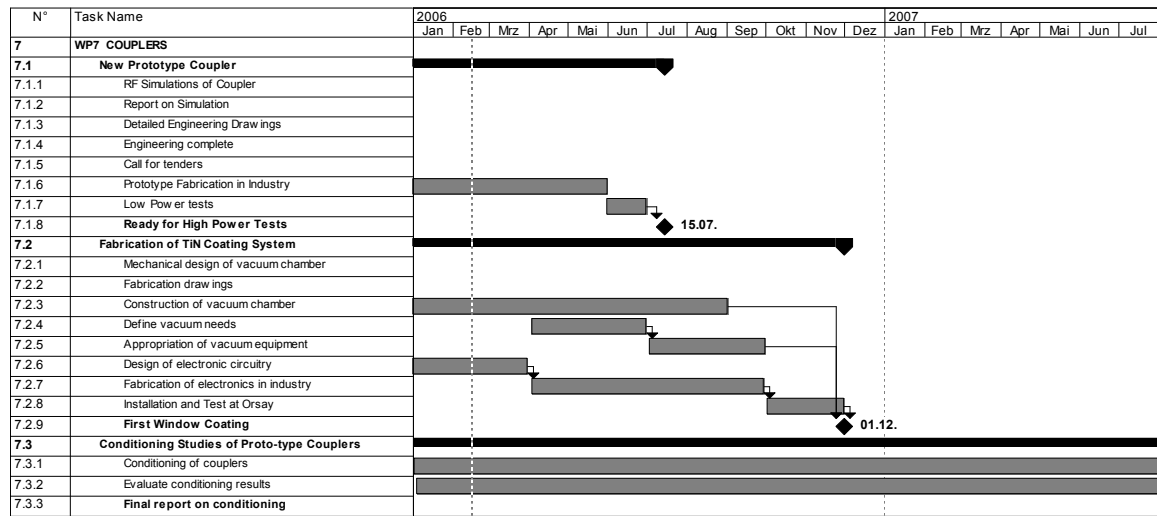 N° Task Name 2006 2007
Jan Feb Mrz Apr Mai Jun Jul Aug Sep Okt Nov Dez Jan Feb Mrz Apr Mai Jun Jul
7 WP7 COUPLERS
7.1 New Prototype Coupler
7.1.1 RF Simulations of Coupler
7.1.2 Report on Simulation
7.1.3 Detailed Engineering Drawings
7.1.4 Engineering complete
7.1.5 Call for tenders
7.1.6 Prototype Fabrication in Industry
7.1.7 Low Power tests
7.1.8 Ready for High Power Tests 15.07.
7.2 Fabrication of TiN Coating System
7.2.1 Mechanical design of vacuum chamber
7.2.2 Fabrication drawings
7.2.3 Construction of vacuum chamber
7.2.4 Define vacuum needs
7.2.5 Appropriation of vacuum equipment
7.2.6 Design of electronic circuitry
7.2.7 Fabrication of electronics in industry
7.2.8 Installation and Test at Orsay
7.2.9 First Window Coating 01.12.
7.3 Conditioning Studies of Proto-type Couplers
7.3.1 Conditioning of couplers
7.3.2 Evaluate conditioning results
7.3.3 Final report on conditioning